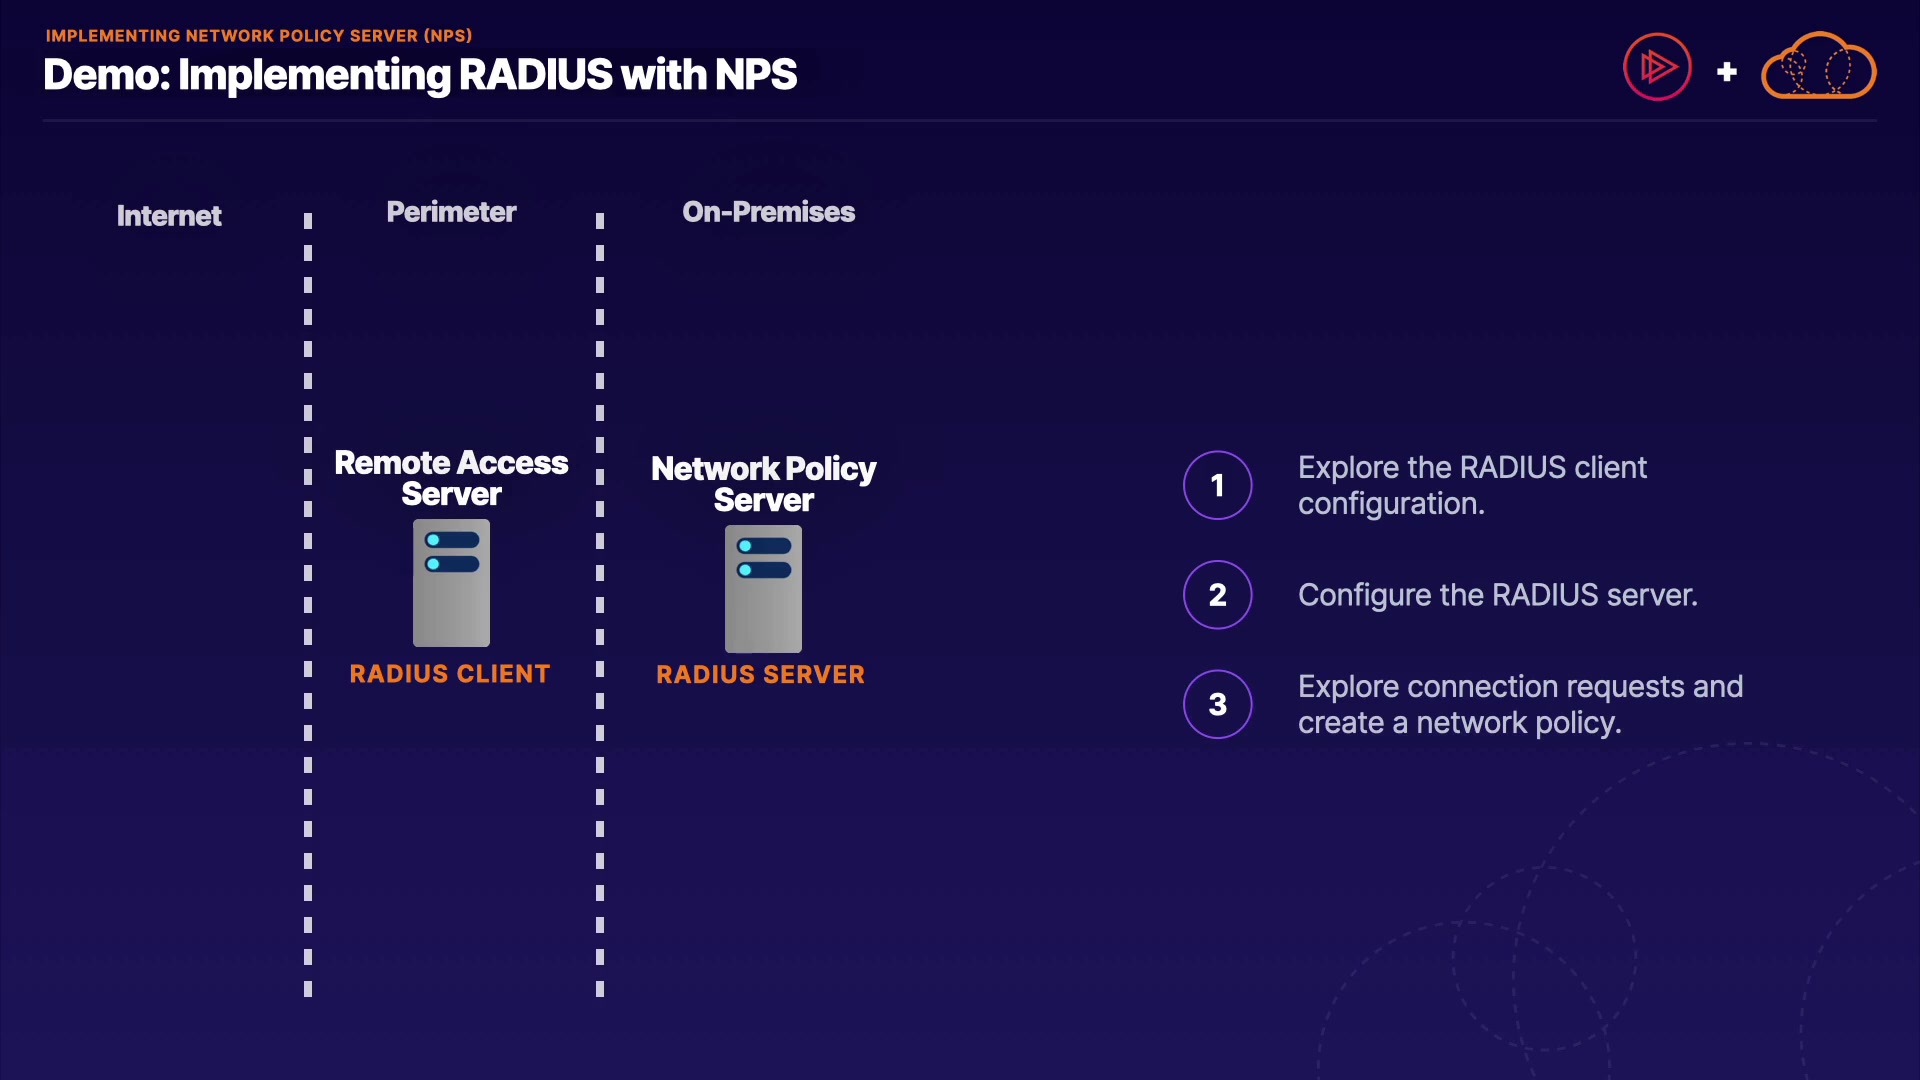 IMPLEMENTING NETWORK POLICY SERVER (NPS)
Demo: Implementing RADIUS with NPS
+
Internet
Perimeter
On-Premises
Remote Access
Server
RADIUS CLIENT
Network Policy
Server
RADIUS SERVER
1
Explore the RADIUS client
configuration.
2
Configure the RADIUS server.
3
Explore connection requests and
create a network policy.